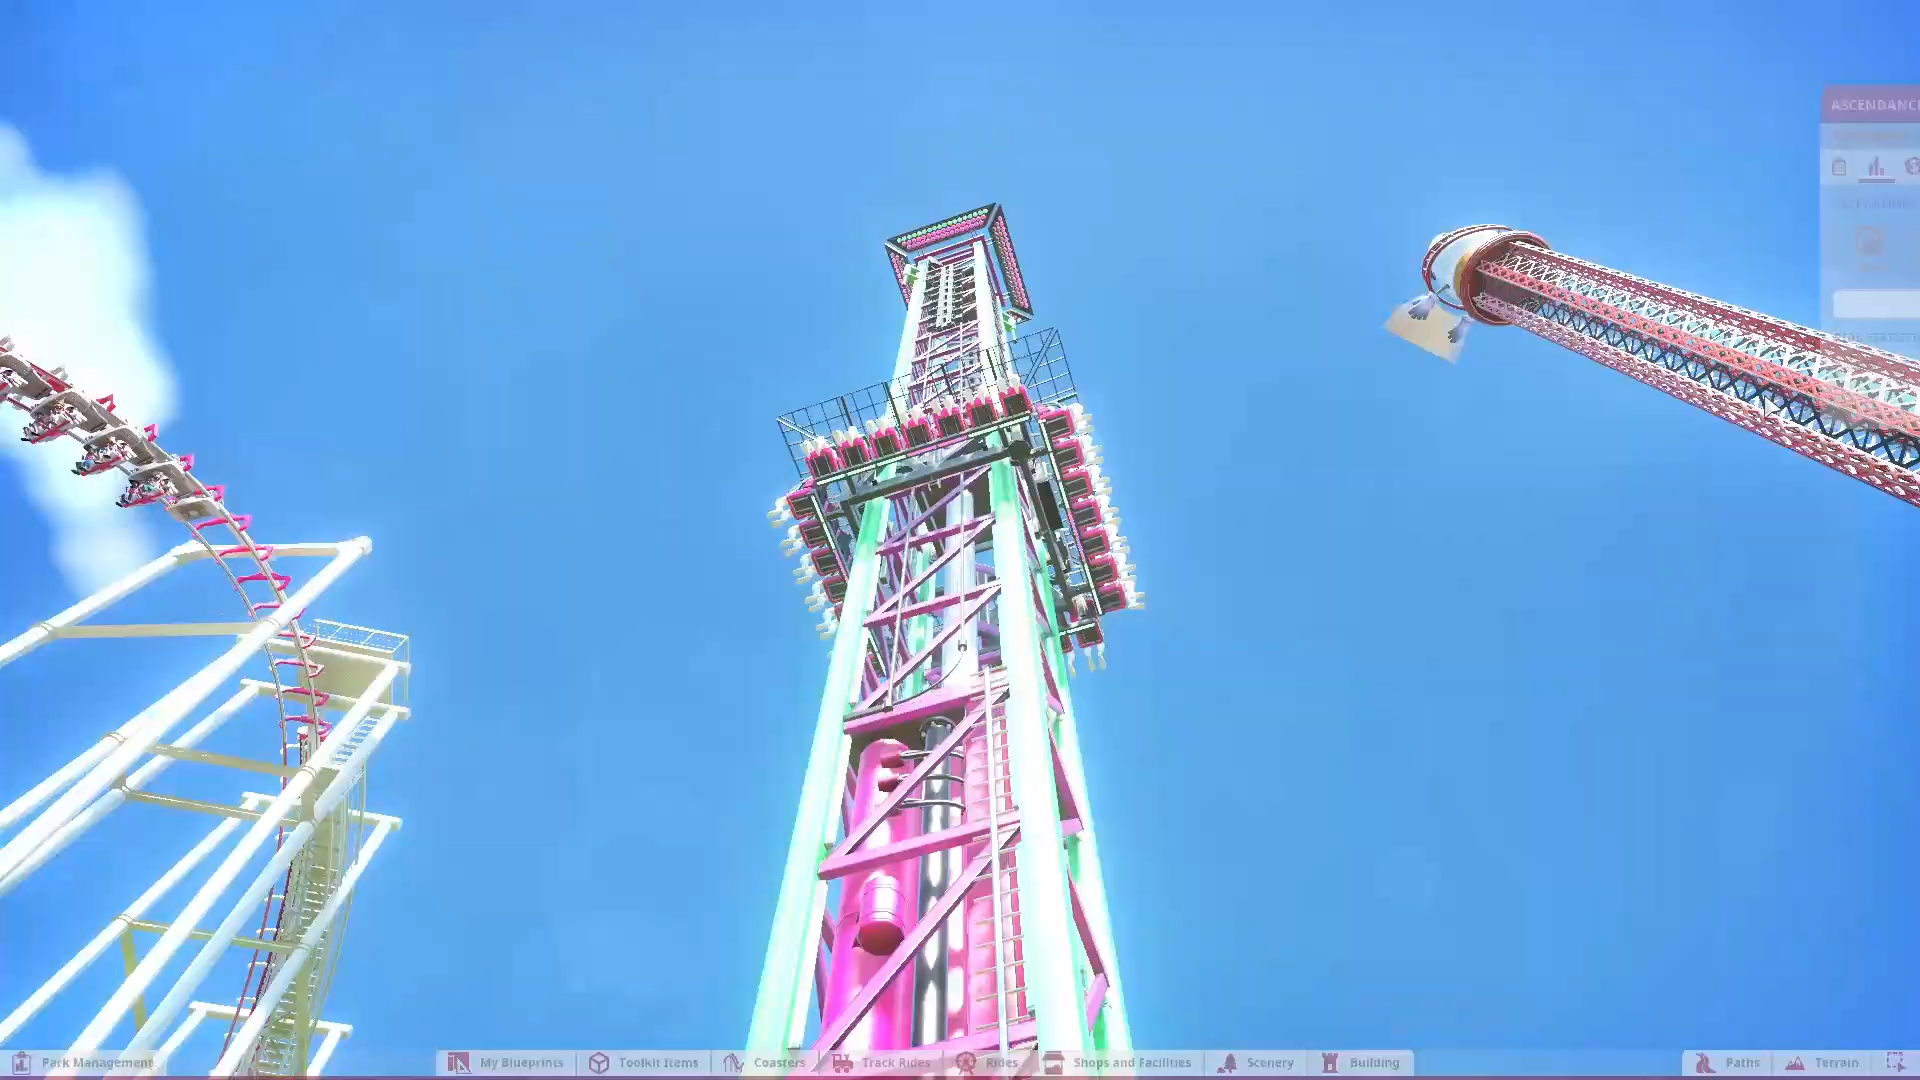 ASCENDANC
Park Management
My Blueprints
Toolkit Items
Coasters
Track Rides
Rides
Shops and Facilities
Scenery
Building
Paths
Terrain